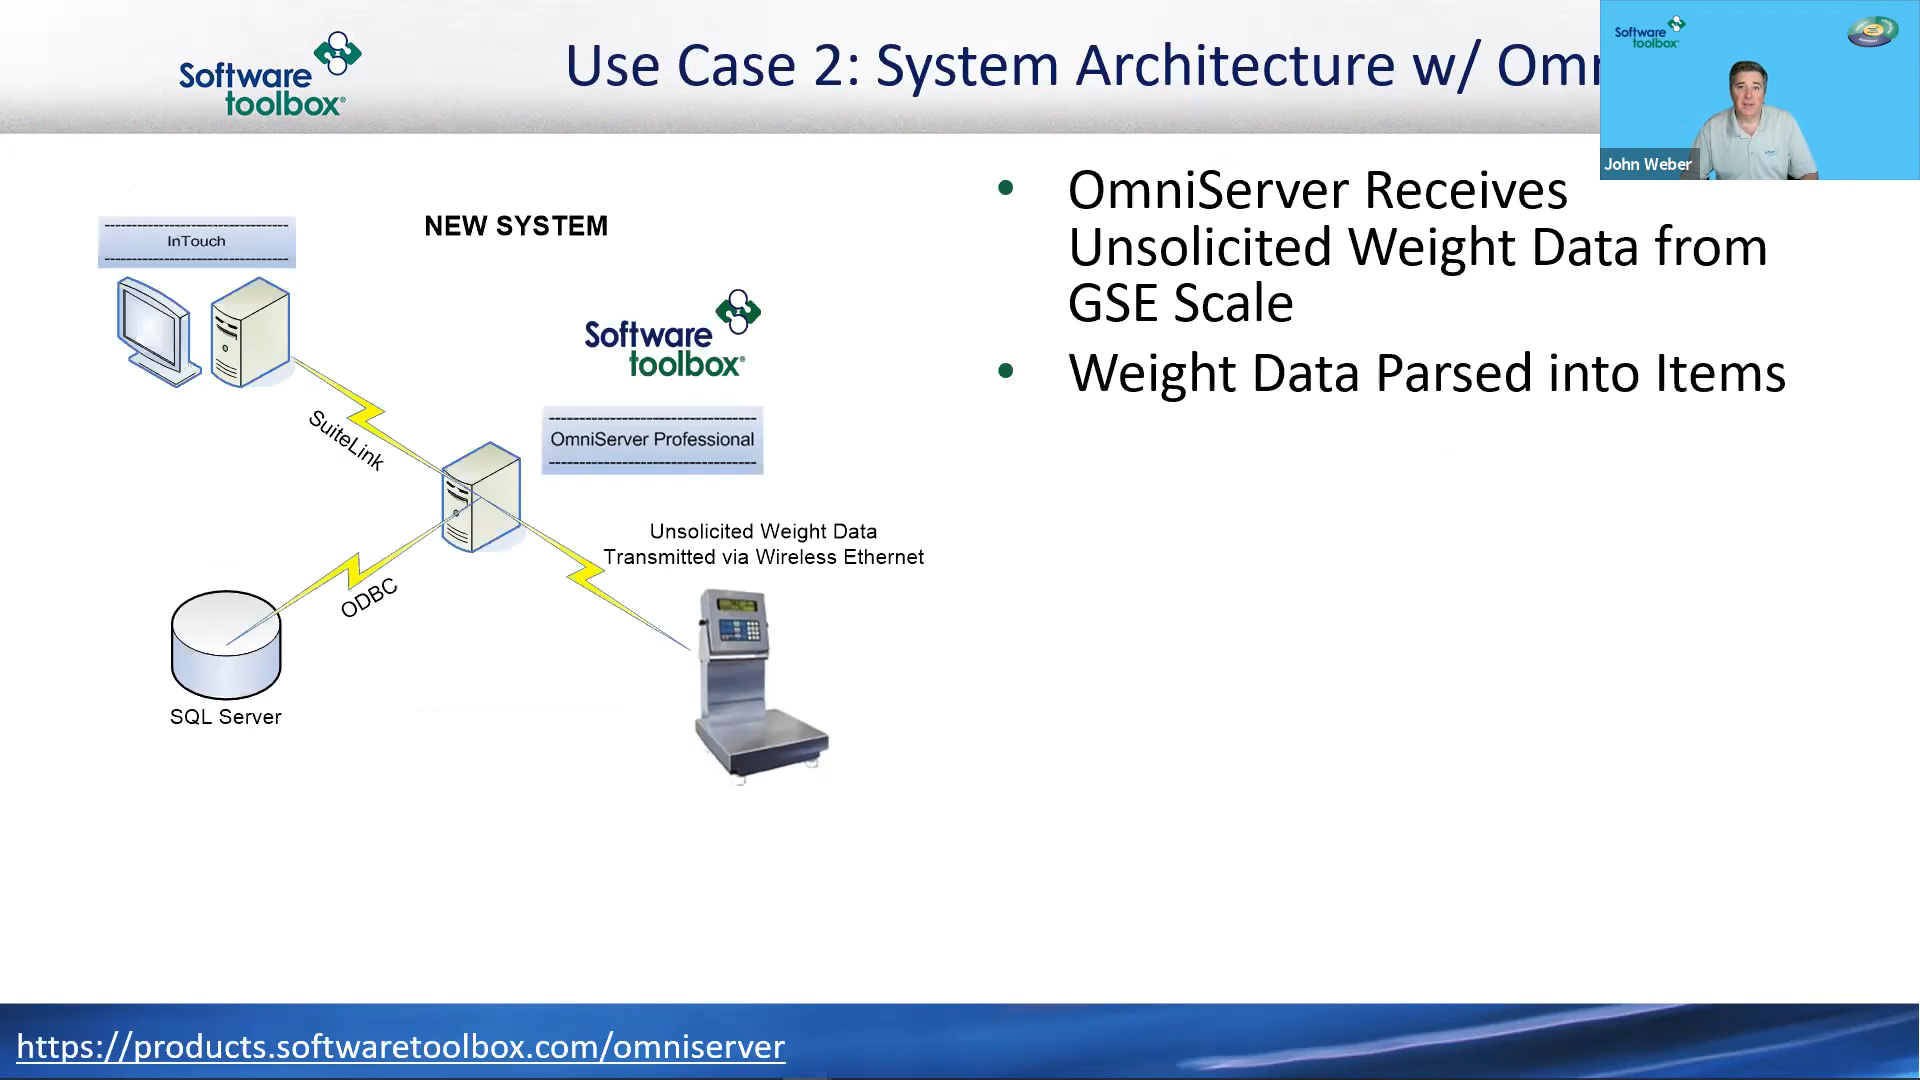 Software
toolbox®
Use Case 2: System Architecture w/
Software
toolbox
John Weber
NEW SYSTEM
InTouch
Software
toolbox®
SuiteLink
OmniServer Professional
Unsolicited Weight Data
Transmitted via Wireless Ethernet
ODBC
SQL Server
• OmniServer Receives
Unsolicited Weight Data from
GSE Scale
• Weight Data Parsed into Items
https://products.softwaretoolbox.com/omniserver